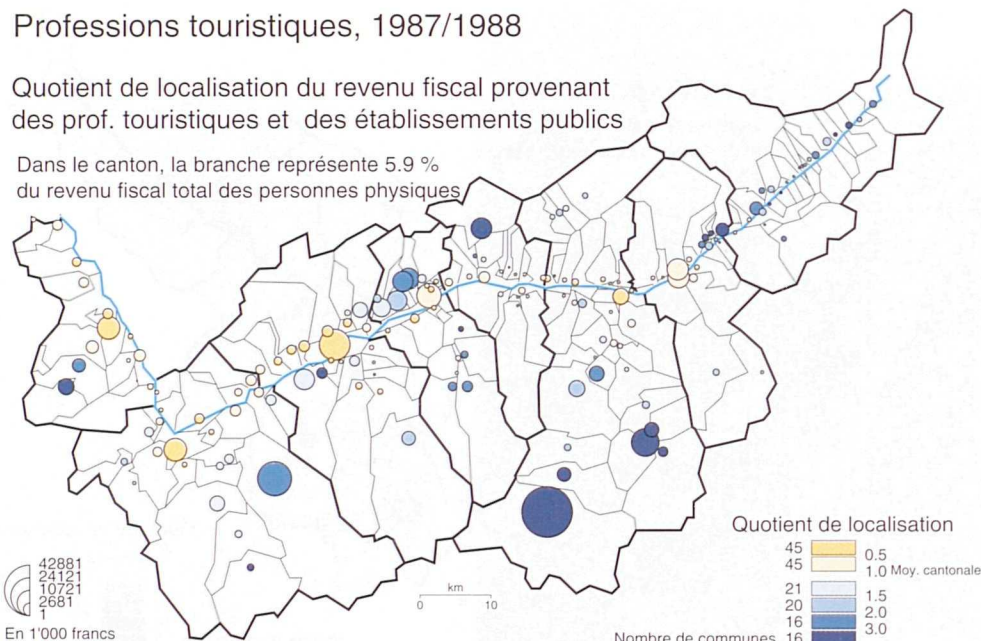 Professions touristiques, 1987/1988
Quotient de localisation du revenu fiscal provenant
des prof. touristiques et des établissements publics
Dans le canton, la branche représente 5.9 %
du revenu fiscal total des personnes physiques
42881
24121
10721
2681
1
En 1'000 francs
km
0 10
Quotient de localisation
45 0.5
45 1.0 Moy. cantonale
21 1.5
20 2.0
16 3.0
Nombre de communes 16